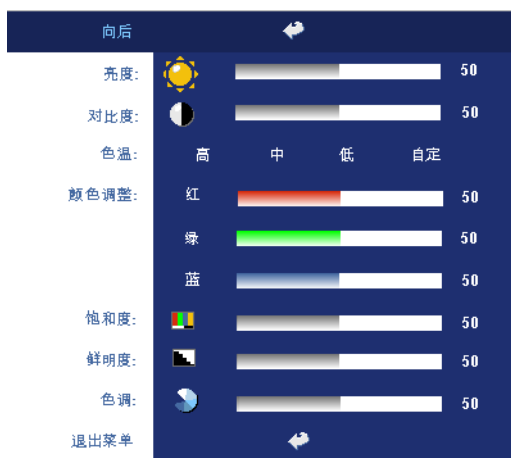 向后
亮度: 50
对比度: 50
色温: 高 中 低 自定
颜色调整: 红 50
绿 50
蓝 50
饱和度: 50
鲜明度: 50
色调: 50
退出菜单